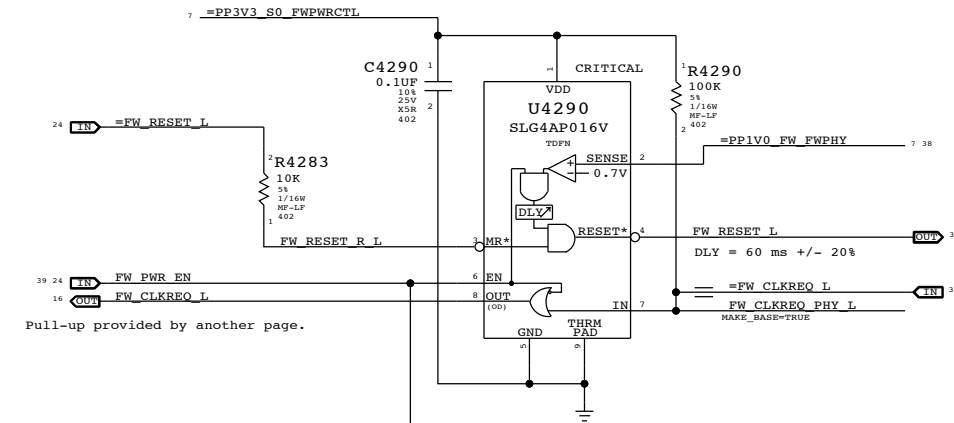 7 =PP3V3_S0_FWPWRCTL
C4290 1
0.1UF
10%
25V
X5R
402
2
1
CRITICAL
VDD
U4290
SLG4AP016V
TDFN
1 R4290
100K
5%
1/16W
MF-LF
402
2
24 IN =FW_RESET_L
2 R4283
10K
5%
1/16W
MF-LF
402
1
SENSE 2
=PP1V0_FW_FWPHY 7 38
+
- 0.7V
DLY
FW_RESET_R_L 3 MR*
RESET* 4 FW_RESET_L OUT 3
DLY = 60 ms +/- 20%
39 24 IN FW_PWR_EN 6 EN
16 OUT FW_CLKREQ_L 8 OUT
(OD)
=FW_CLKREQ_L IN 3
IN 7 FW_CLKREQ_PHY_L
MAKE_BASE=TRUE
Pull-up provided by another page.
GND
THRM
PAD
5
9